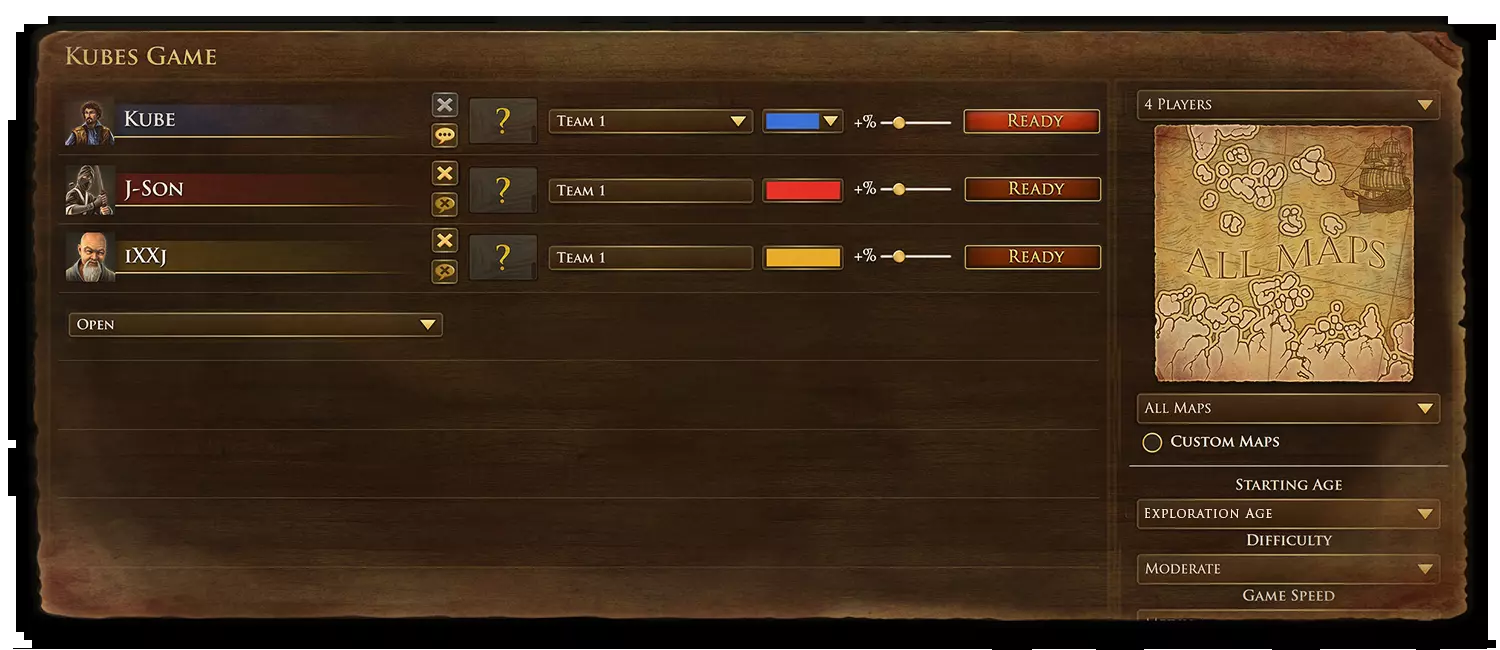 Kubes Game
Kube
? Team 1 +% Ready
J-Son
? Team 1 +% Ready
iXXj
? Team 1 +% Ready
Open
4 Players
All Maps
All Maps
Custom Maps
Starting Age
Exploration Age
Difficulty
Moderate
Game Speed